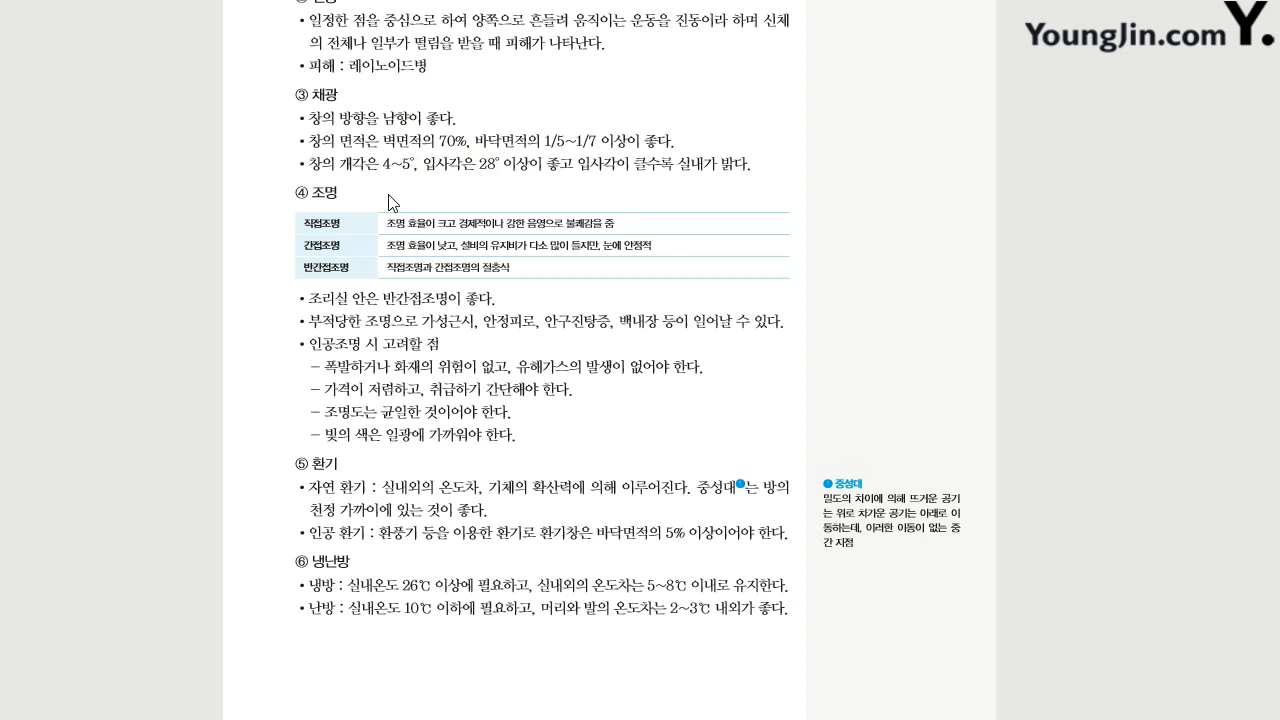 • 일정한 점을 중심으로 하여 양쪽으로 흔들려 움직이는 운동을 진동이라 하며 신체
의 전체나 일부가 떨림을 받을 때 피해가 나타난다.
• 피해 : 레이노이드병
③ 채광
• 창의 방향을 남향이 좋다.
• 창의 면적은 벽면적의 70%, 바닥면적의 1/5~1/7 이상이 좋다.
• 창의 개각은 4~5°, 입사각은 28° 이상이 좋고 입사각이 클수록 실내가 밝다.
④ 조명
직접조명 조명 효율이 크고 경제적이나 강한 음영으로 불쾌감을 줌
간접조명 조명 효율이 낮고, 설비의 유지비가 다소 많이 들지만, 눈에 안정적
반간접조명 직접조명과 간접조명의 절충식
• 조리실 안은 반간접조명이 좋다.
• 부적당한 조명으로 가성근시, 안정피로, 안구진탕증, 백내장 등이 일어날 수 있다.
• 인공조명 시 고려할 점
– 폭발하거나 화재의 위험이 없고, 유해가스의 발생이 없어야 한다.
– 가격이 저렴하고, 취급하기 간단해야 한다.
– 조명도는 균일한 것이어야 한다.
– 빛의 색은 일광에 가까워야 한다.
⑤ 환기
• 자연 환기 : 실내외의 온도차, 기체의 확산력에 의해 이루어진다. 중성대❶는 방의
천정 가까이에 있는 것이 좋다.
• 인공 환기 : 환풍기 등을 이용한 환기로 환기창은 바닥면적의 5% 이상이어야 한다.
⑥ 냉난방
• 냉방 : 실내온도 26℃ 이상에 필요하고, 실내외의 온도차는 5~8℃ 이내로 유지한다.
• 난방 : 실내온도 10℃ 이하에 필요하고, 머리와 발의 온도차는 2~3℃ 내외가 좋다.
❶ 중성대
밀도의 차이에 의해 뜨거운 공기
는 위로 차가운 공기는 아래로 이
동하는데, 이러한 이동이 없는 중
간 지점
YoungJin.com Y.